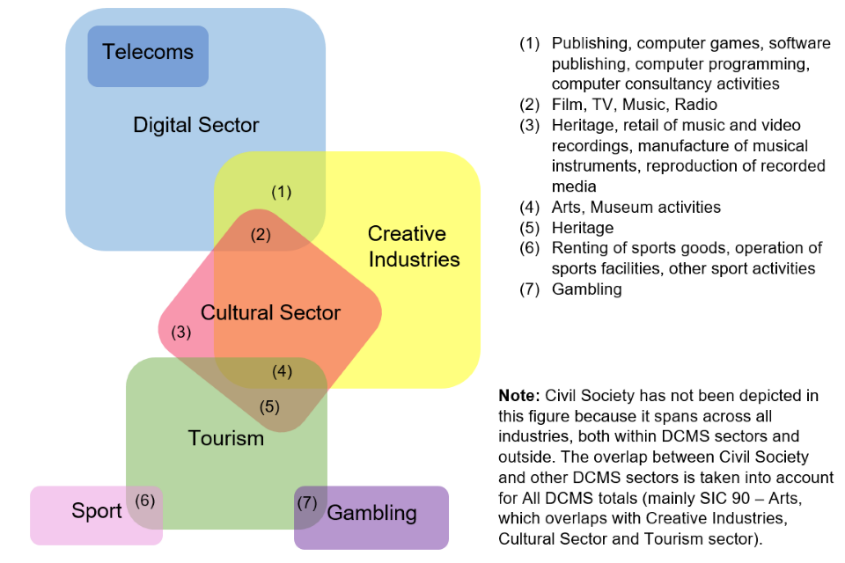 Telecoms
Digital Sector
(1)
(2)
Creative
Industries
Cultural Sector
(3)
(4)
(5)
Tourism
Sport
(6)
(7)
Gambling
(1) Publishing, computer games, software
publishing, computer programming,
computer consultancy activities
(2) Film, TV, Music, Radio
(3) Heritage, retail of music and video
recordings, manufacture of musical
instruments, reproduction of recorded
media
(4) Arts, Museum activities
(5) Heritage
(6) Renting of sports goods, operation of
sports facilities, other sport activities
(7) Gambling
Note: Civil Society has not been depicted in
this figure because it spans across all
industries, both within DCMS sectors and
outside. The overlap between Civil Society
and other DCMS sectors is taken into account
for All DCMS totals (mainly SIC 90 – Arts,
which overlaps with Creative Industries,
Cultural Sector and Tourism sector).